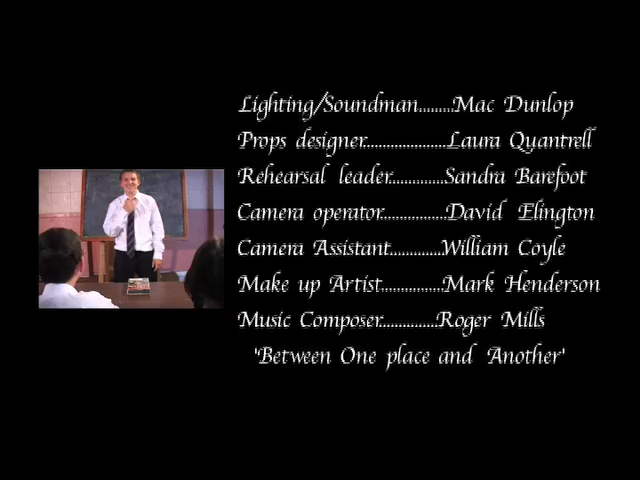 Lighting/Soundman.........Mac Dunlop
Props designer.....................Laura Quantrell
Rehearsal leader..............Sandra Barefoot
Camera operator................David Elington
Camera Assistant.............William Coyle
Make up Artist...............Mark Henderson
Music Composer..............Roger Mills
'Between One place and Another'